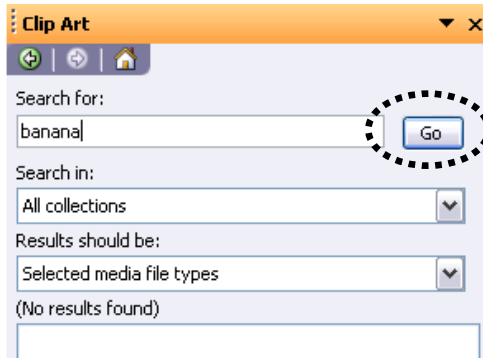 Clip Art
Search for:
banana
Go
Search in:
All collections
Results should be:
Selected media file types
(No results found)